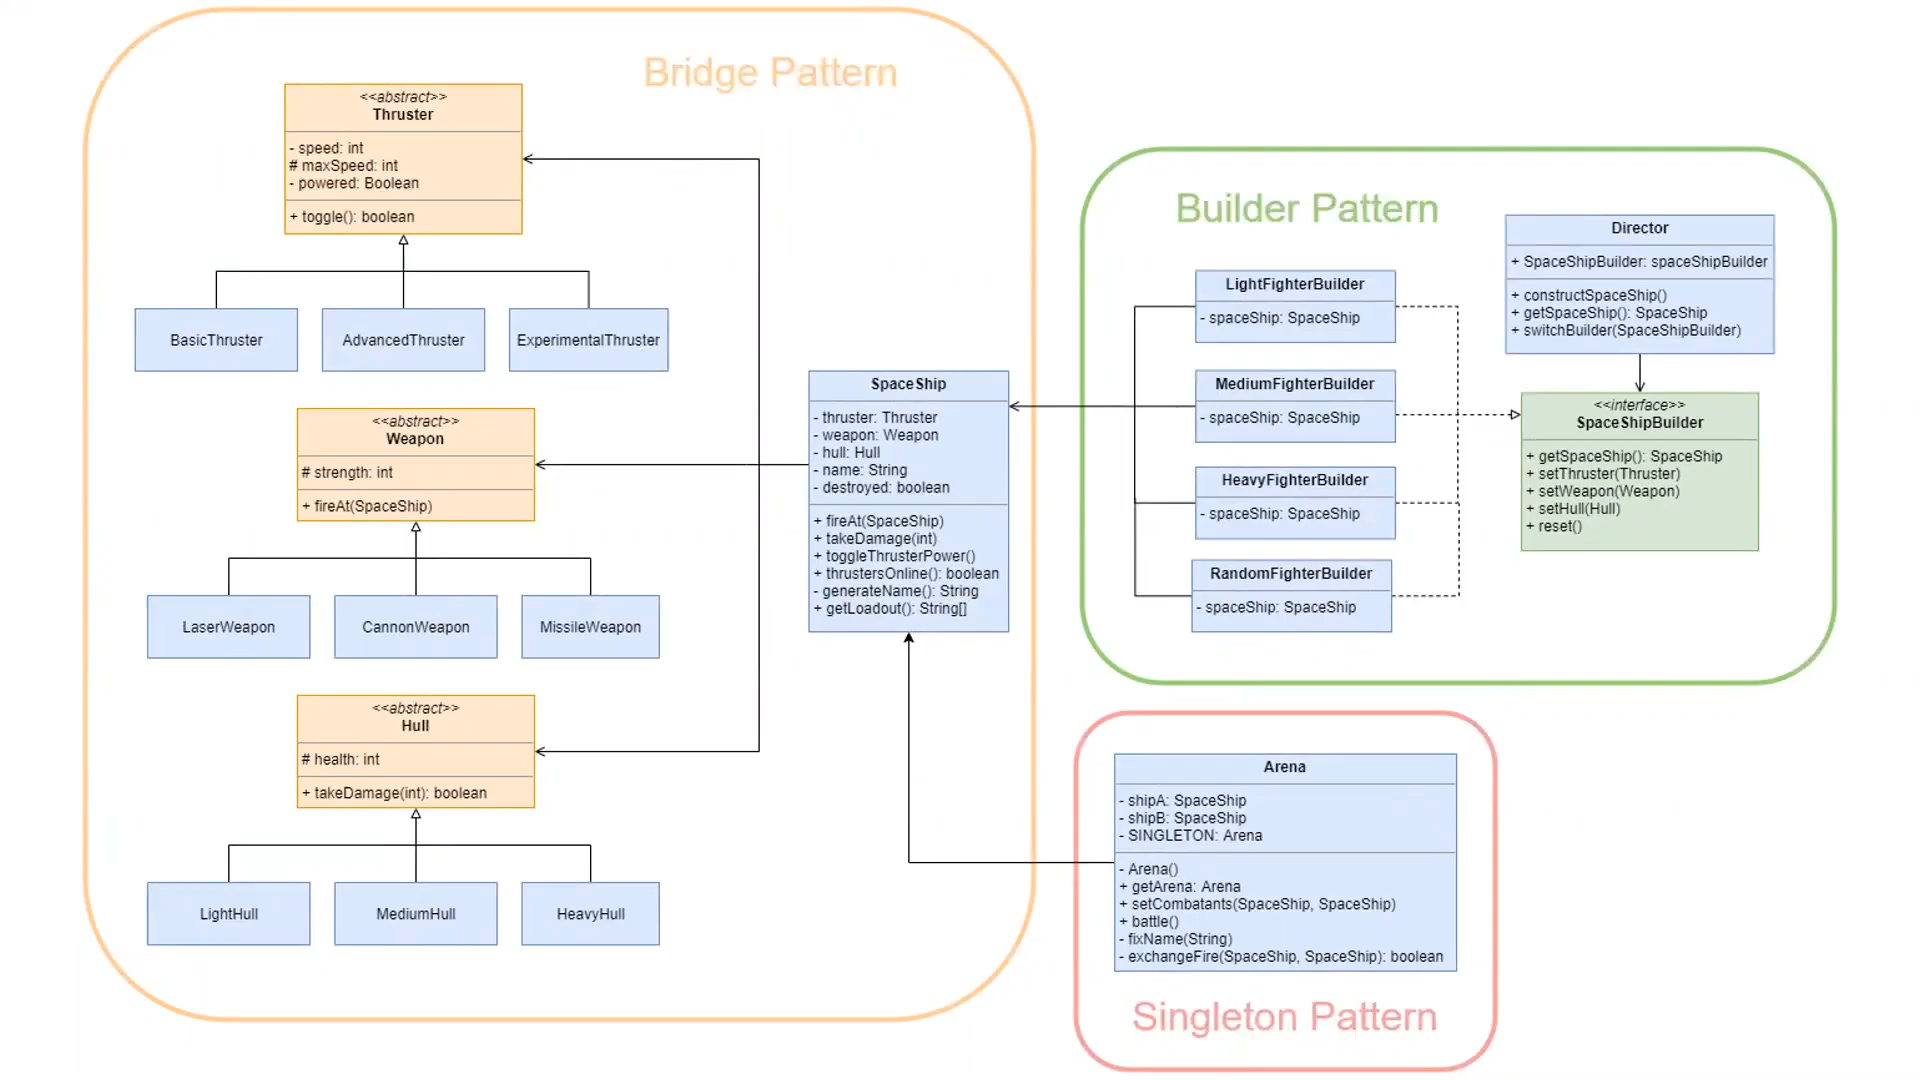 Bridge Pattern
<<abstract>>
Thruster
- speed: int
# maxSpeed: int
- powered: Boolean
+ toggle(): boolean
BasicThruster
AdvancedThruster
ExperimentalThruster
<<abstract>>
Weapon
# strength: int
+ fireAt(SpaceShip)
LaserWeapon
CannonWeapon
MissileWeapon
<<abstract>>
Hull
# health: int
+ takeDamage(int): boolean
LightHull
MediumHull
HeavyHull
SpaceShip
- thruster: Thruster
- weapon: Weapon
- hull: Hull
- name: String
- destroyed: boolean
+ fireAt(SpaceShip)
+ takeDamage(int)
+ toggleThrusterPower()
+ thrustersOnline(): boolean
- generateName(): String
+ getLoadout(): String[]
Builder Pattern
LightFighterBuilder
- spaceShip: SpaceShip
MediumFighterBuilder
- spaceShip: SpaceShip
HeavyFighterBuilder
- spaceShip: SpaceShip
RandomFighterBuilder
- spaceShip: SpaceShip
Director
+ SpaceShipBuilder: spaceShipBuilder
+ constructSpaceShip()
+ getSpaceShip(): SpaceShip
+ switchBuilder(SpaceShipBuilder)
<<interface>>
SpaceShipBuilder
+ getSpaceShip(): SpaceShip
+ setThruster(Thruster)
+ setWeapon(Weapon)
+ setHull(Hull)
+ reset()
Arena
- shipA: SpaceShip
- shipB: SpaceShip
- SINGLETON: Arena
- Arena()
+ getArena: Arena
+ setCombatants(SpaceShip, SpaceShip)
+ battle()
- fixName(String)
- exchangeFire(SpaceShip, SpaceShip): boolean
Singleton Pattern